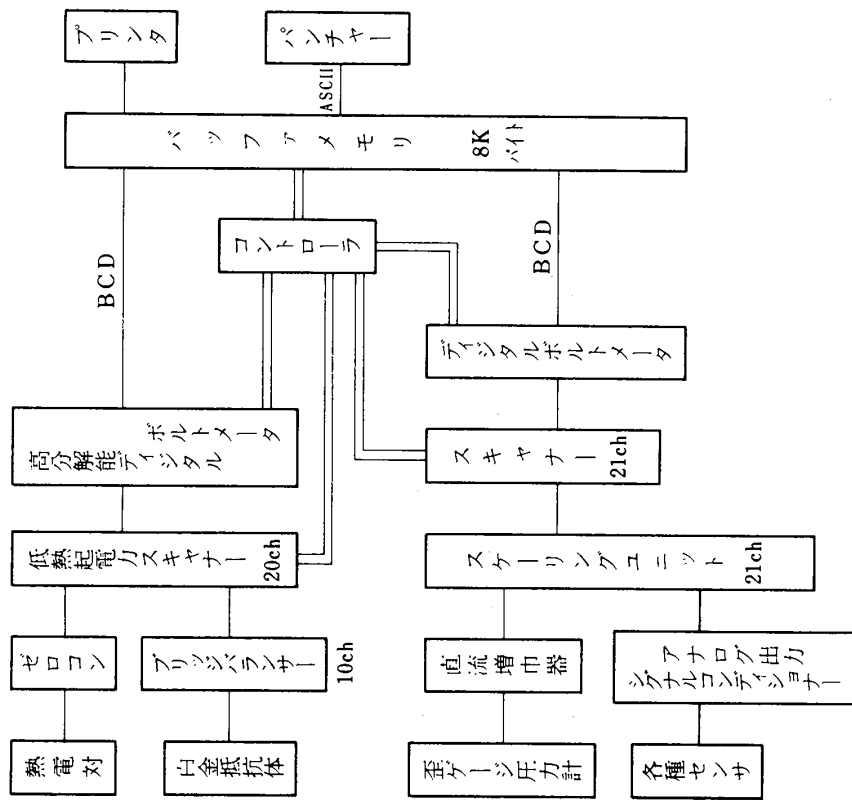 熱電対
ゼロコン
低熱起電力スキャナー
20ch
高分解能ディジタル
ボルトメータ
BCD
プリンタ
白金抵抗体
ブリッジバランサー
10ch
コントローラ
バッファメモリ
8K
バイト
ASCII
パンチャー
歪ゲージ圧力計
直流増巾器
スケーリングユニット
21ch
スキャナー
21ch
ディジタルボルトメータ
BCD
各種センサ
アナログ出力
シグナルコンディショナー